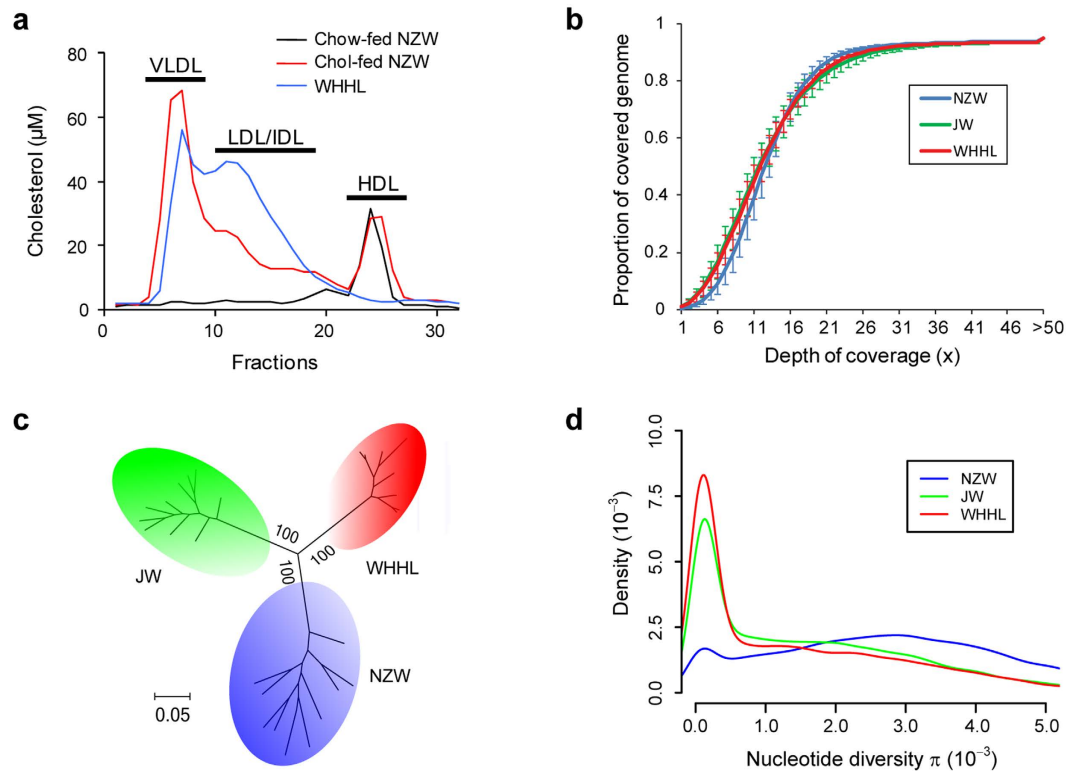 a
Chow-fed NZW
Chol-fed NZW
WHHL
80
60
40
20
0
Cholesterol (µM)
VLDL
LDL/IDL
HDL
0 10 20 30
Fractions
b
1
0.8
0.6
0.4
0.2
0
Proportion of covered genome
NZW
JW
WHHL
1 6 11 16 21 26 31 36 41 46 >50
Depth of coverage (x)
c
100
100
100
JW
WHHL
NZW
0.05
d
10.0
7.5
5.0
2.5
0.0
Density (10⁻³)
NZW
JW
WHHL
0.0 1.0 2.0 3.0 4.0 5.0
Nucleotide diversity π (10⁻³)